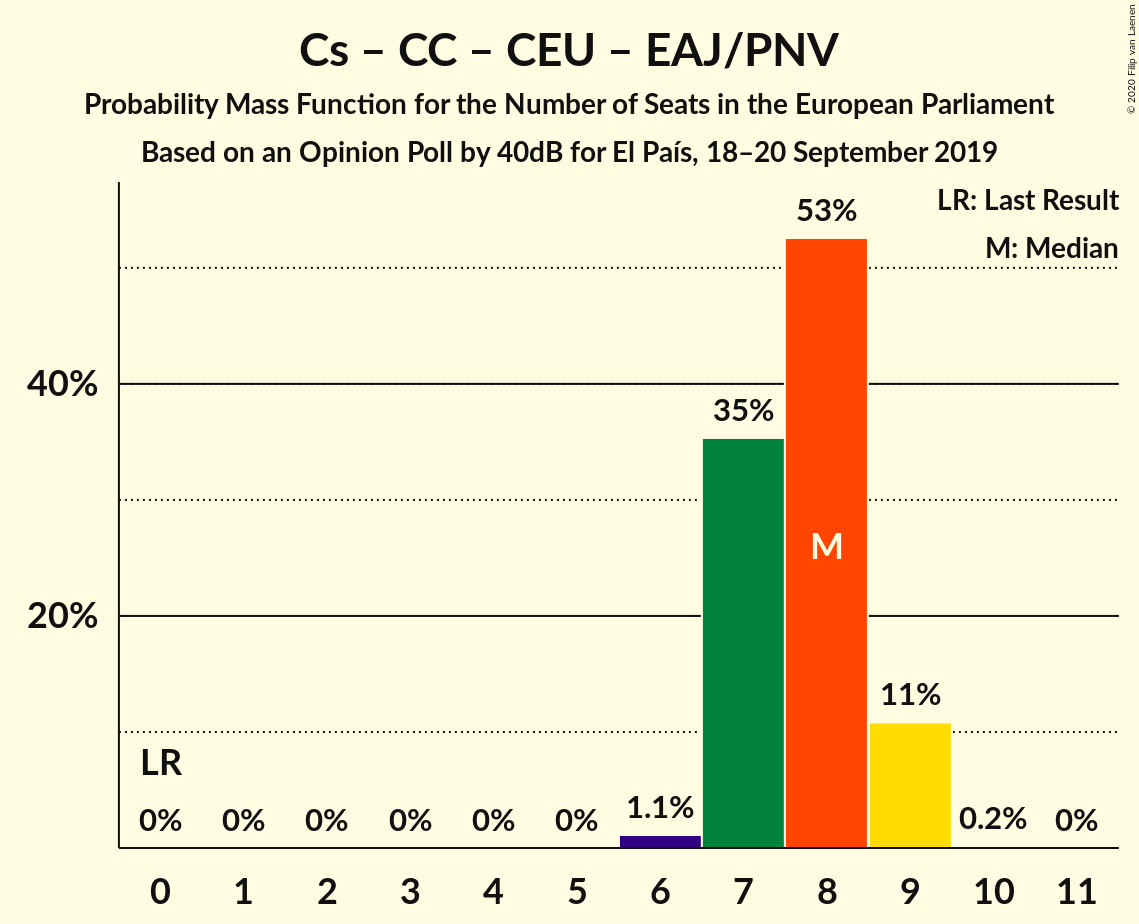 Cs – CC – CEU – EAJ/PNV
Probability Mass Function for the Number of Seats in the European Parliament
Based on an Opinion Poll by 40dB for El País, 18–20 September 2019
© 2020 Filip van Laenen
LR: Last Result
M: Median
53%
40%
35%
M
20%
11%
LR
0% 0% 0% 0% 0% 0% 1.1% 0.2% 0%
0 1 2 3 4 5 6 7 8 9 10 11